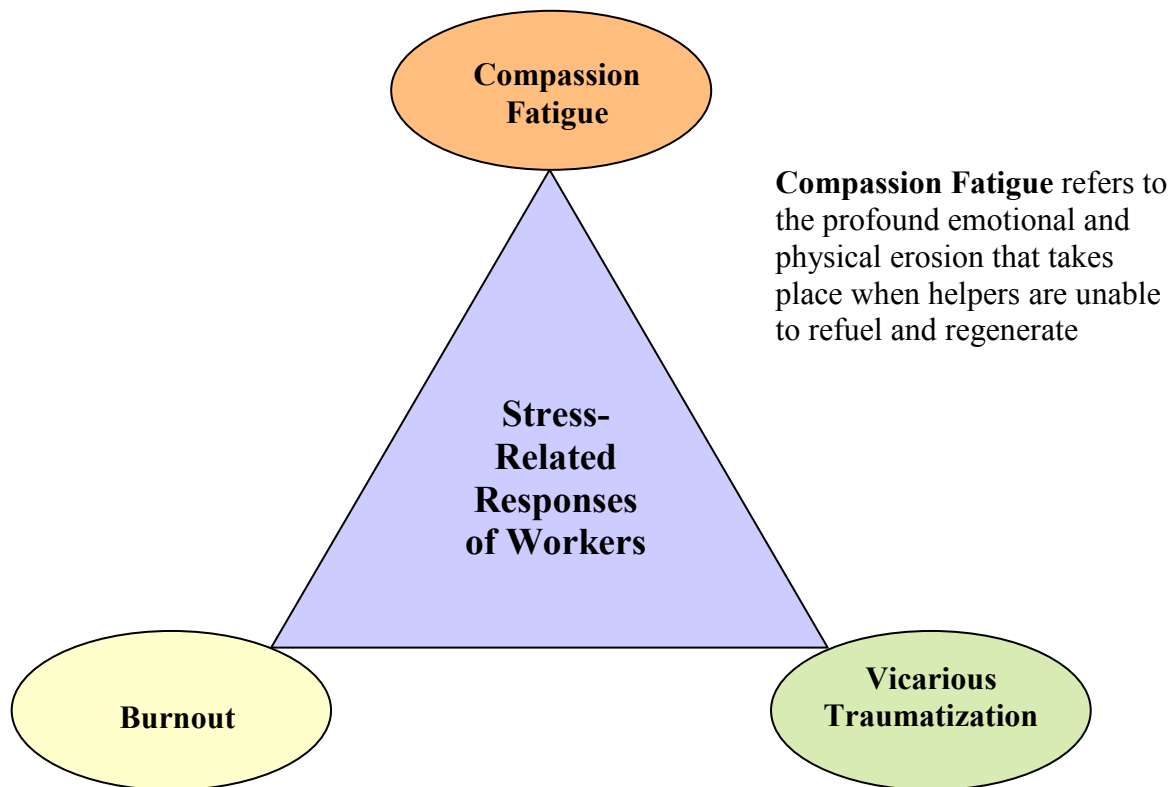 Compassion
Fatigue
Compassion Fatigue refers to
the profound emotional and
physical erosion that takes
place when helpers are unable
to refuel and regenerate
Stress-
Related
Responses
of Workers
Burnout
Vicarious
Traumatization